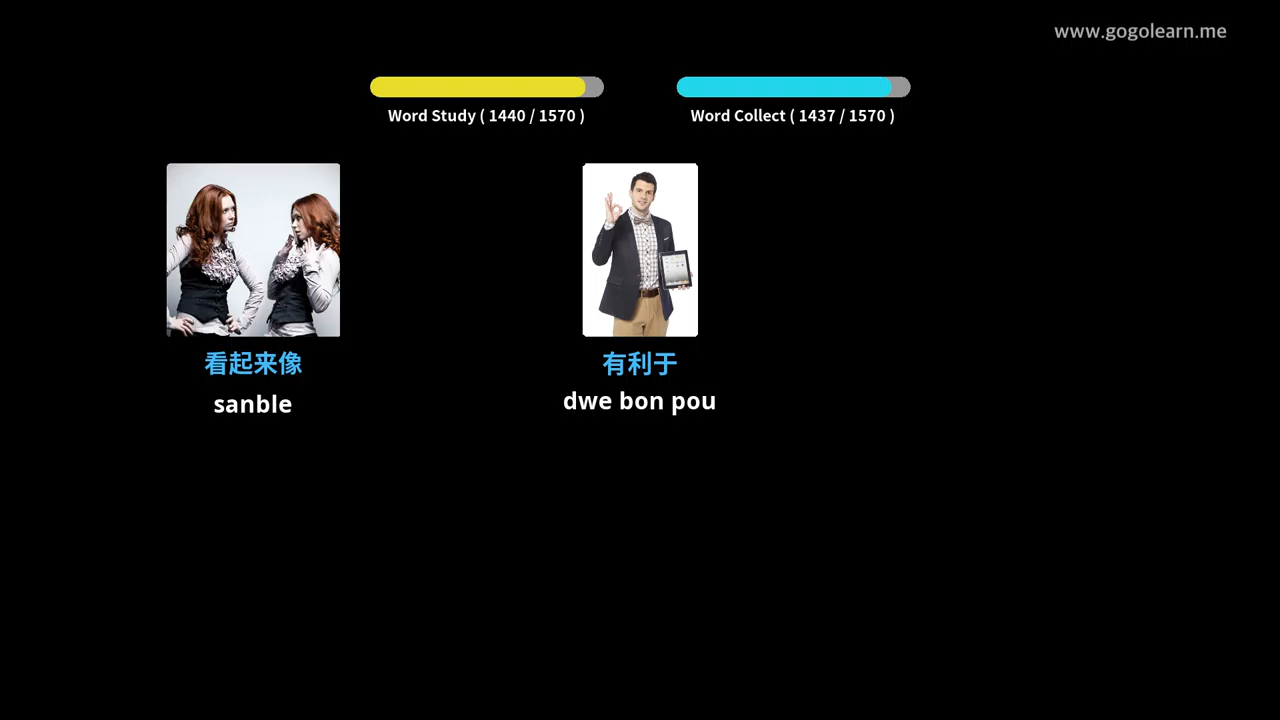 www.gogolearn.me
Word Study ( 1440 / 1570 )
Word Collect ( 1437 / 1570 )
看起来像
sanble
有利于
dwe bon pou